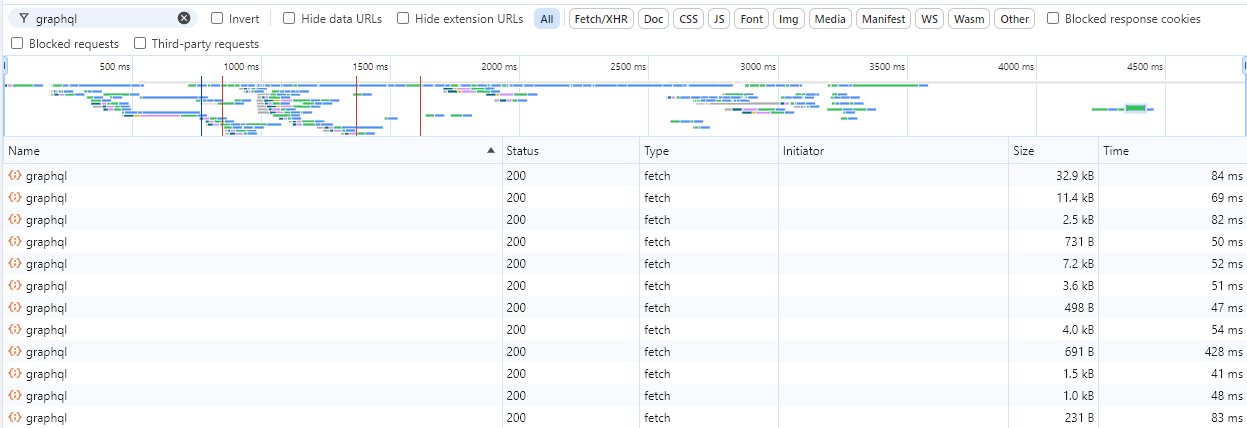 graphql Invert Hide data URLs Hide extension URLs All Fetch/XHR Doc CSS JS Font Img Media Manifest WS Wasm Other Blocked response cookies
Blocked requests Third-party requests
500 ms 1000 ms 1500 ms 2000 ms 2500 ms 3000 ms 3500 ms 4000 ms 4500 ms
Name Status Type Initiator Size Time
graphql 200 fetch 32.9 kB 84 ms
graphql 200 fetch 11.4 kB 69 ms
graphql 200 fetch 2.5 kB 82 ms
graphql 200 fetch 731 B 50 ms
graphql 200 fetch 7.2 kB 52 ms
graphql 200 fetch 3.6 kB 51 ms
graphql 200 fetch 498 B 47 ms
graphql 200 fetch 4.0 kB 54 ms
graphql 200 fetch 691 B 428 ms
graphql 200 fetch 1.5 kB 41 ms
graphql 200 fetch 1.0 kB 48 ms
graphql 200 fetch 231 B 83 ms